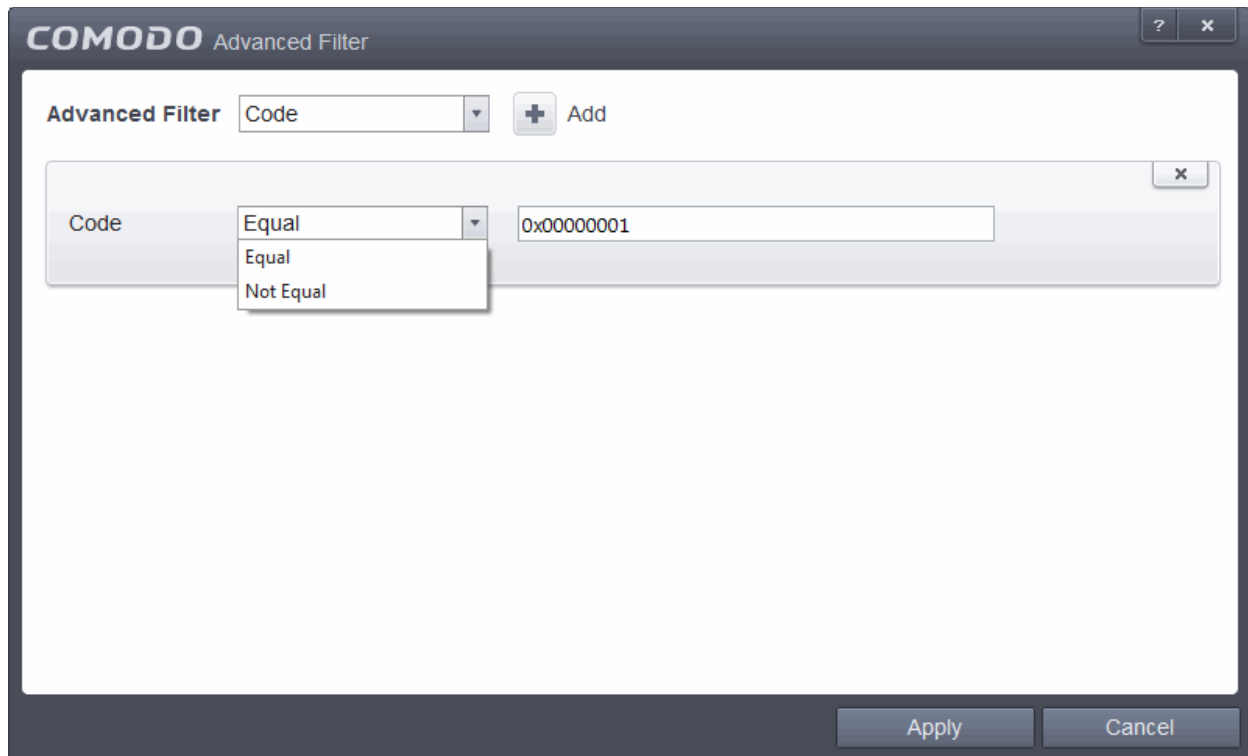 COMODO Advanced Filter ? x
Advanced Filter Code + Add
x
Code Equal 0x00000001
Equal
Not Equal
Apply Cancel